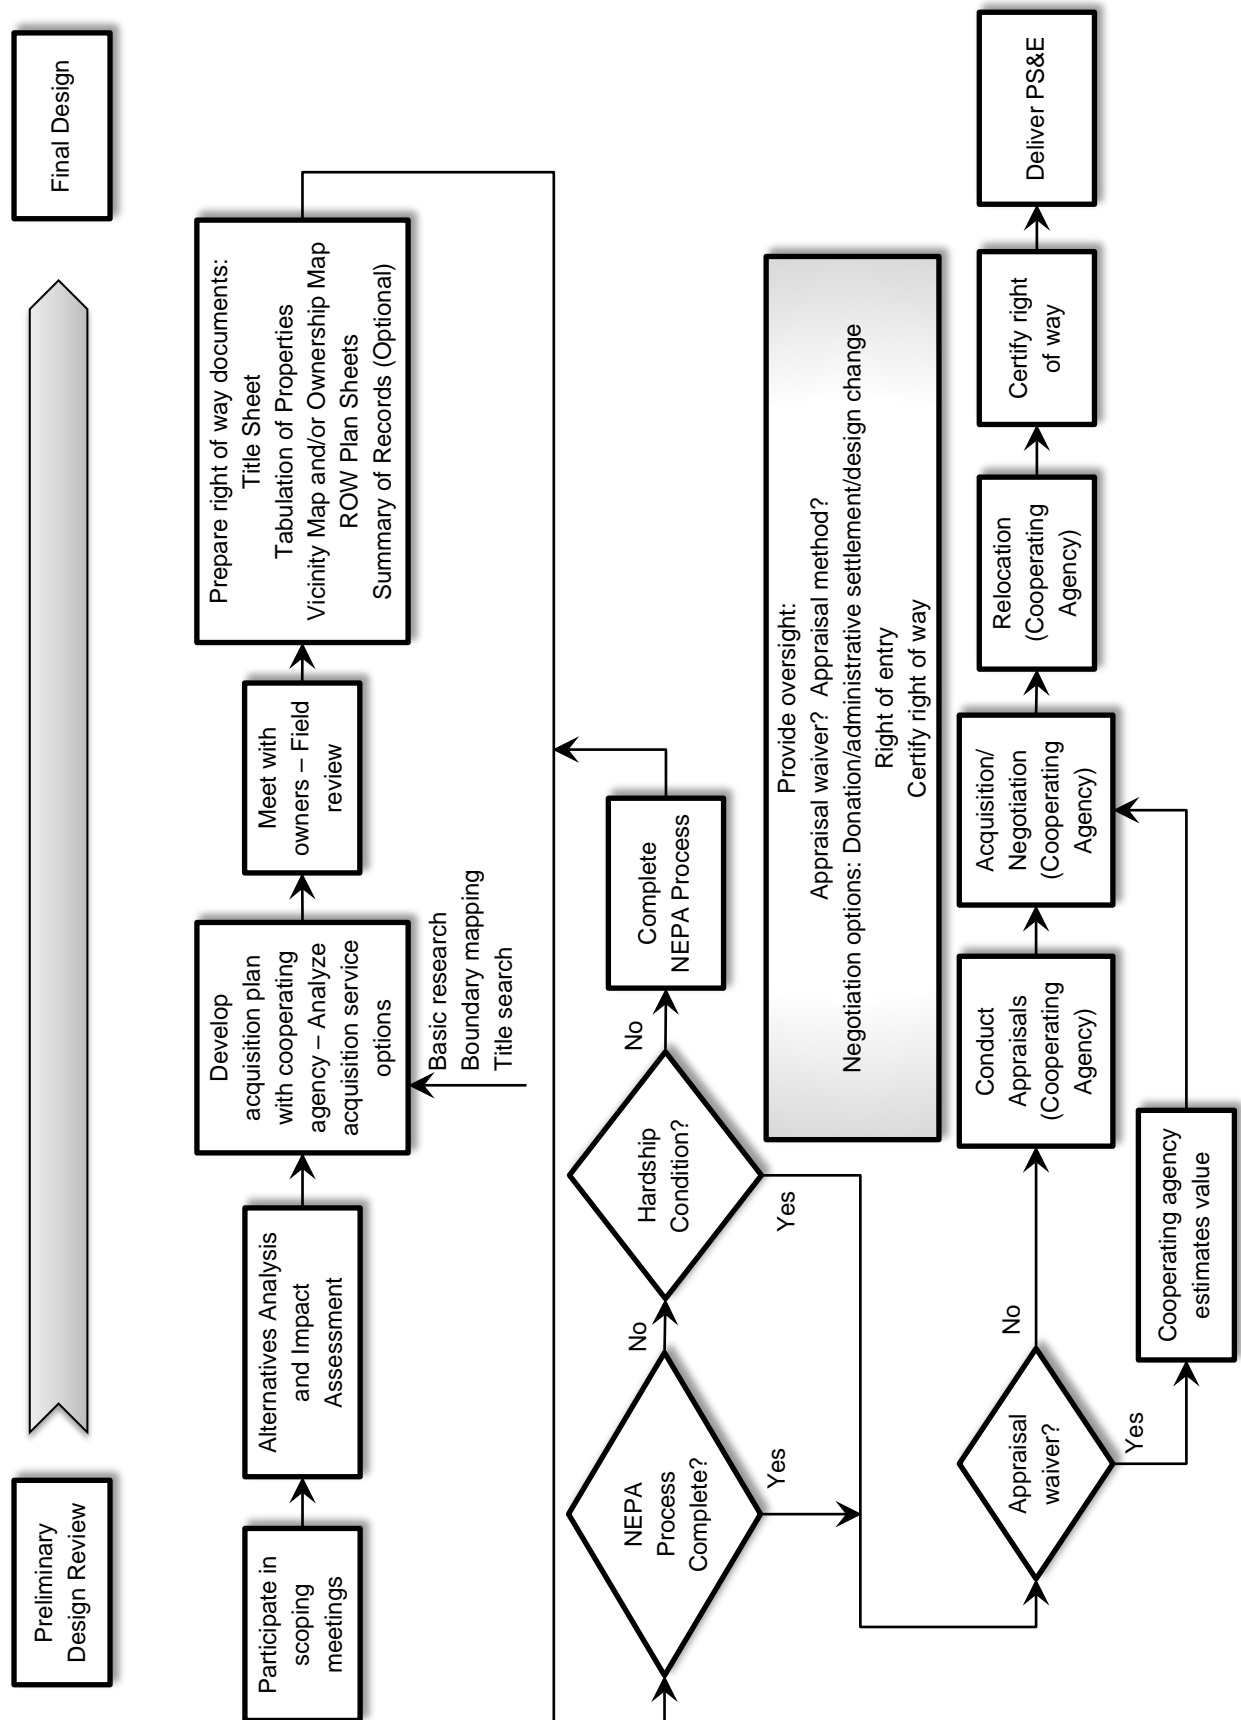 Preliminary
Design Review
Final Design
Participate in
scoping
meetings
Alternatives Analysis
and Impact
Assessment
Develop
acquisition plan
with cooperating
agency – Analyze
acquisition service
options
Basic research
Boundary mapping
Title search
Meet with
owners – Field
review
Prepare right of way documents:
Title Sheet
Tabulation of Properties
Vicinity Map and/or Ownership Map
ROW Plan Sheets
Summary of Records (Optional)
NEPA
Process
Complete?
No
Yes
Hardship
Condition?
No
Yes
Complete
NEPA Process
Provide oversight:
Appraisal waiver? Appraisal method?
Negotiation options: Donation/administrative settlement/design change
Right of entry
Certify right of way
Appraisal
waiver?
No
Yes
Cooperating agency
estimates value
Conduct
Appraisals
(Cooperating
Agency)
Acquisition/
Negotiation
(Cooperating
Agency)
Relocation
(Cooperating
Agency)
Certify right
of way
Deliver PS&E